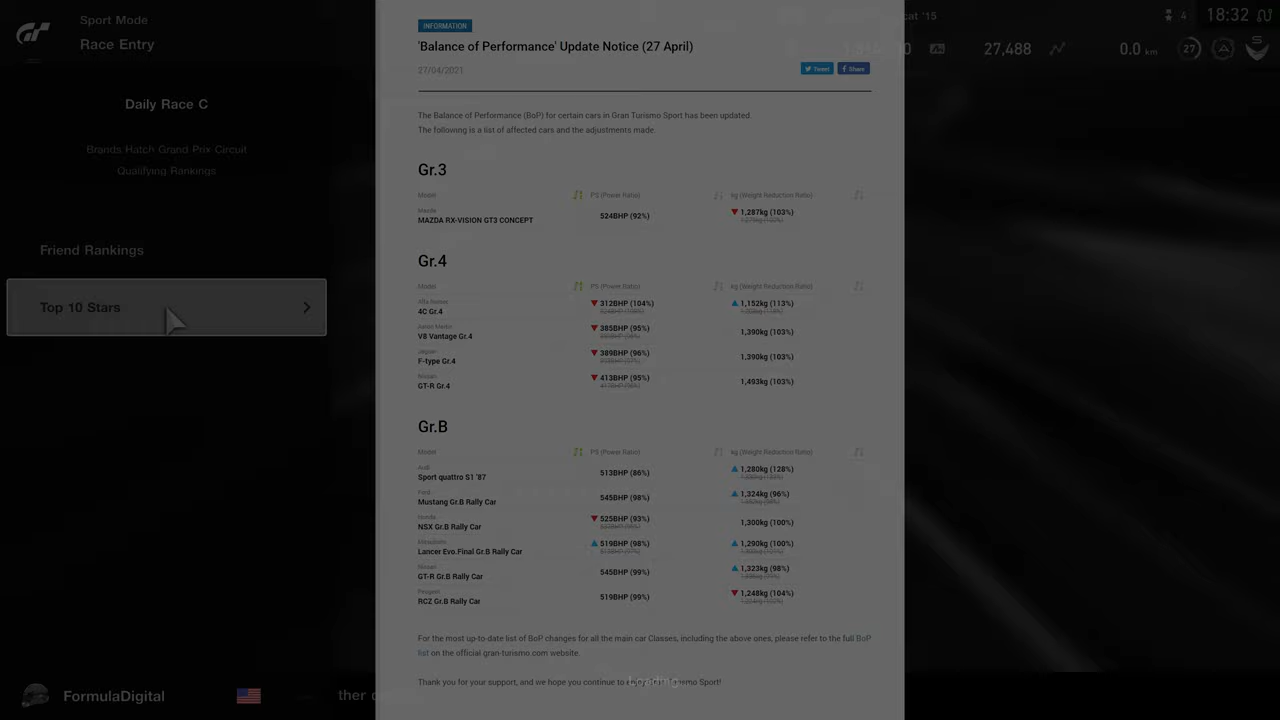 Sport Mode
Race Entry
cat '15
4
18:32
27,488
0.0 km
27
S
Daily Race C
Brands Hatch Grand Prix Circuit
Qualifying Rankings
Friend Rankings
Top 10 Stars
FormulaDigital
INFORMATION
'Balance of Performance' Update Notice (27 April)
27/04/2021
Tweet
Share
The Balance of Performance (BoP) for certain cars in Gran Turismo Sport has been updated.
The following is a list of affected cars and the adjustments made.
Gr.3
Model PS (Power Ratio) kg (Weight Reduction Ratio)
Mazda
MAZDA RX-VISION GT3 CONCEPT 524BHP (92%) 1,287kg (103%)
Gr.4
Model PS (Power Ratio) kg (Weight Reduction Ratio)
Alfa Romeo
4C Gr.4 312BHP (104%) 1,152kg (113%)
Aston Martin
V8 Vantage Gr.4 385BHP (95%) 1,390kg (103%)
Jaguar
F-type Gr.4 389BHP (96%) 1,390kg (103%)
Nissan
GT-R Gr.4 413BHP (95%) 1,493kg (103%)
Gr.B
Model PS (Power Ratio) kg (Weight Reduction Ratio)
Audi
Sport quattro S1 '87 513BHP (86%) 1,280kg (128%)
Ford
Mustang Gr.B Rally Car 545BHP (98%) 1,324kg (96%)
Honda
NSX Gr.B Rally Car 525BHP (93%) 1,300kg (100%)
Mitsubishi
Lancer Evo.Final Gr.B Rally Car 519BHP (98%) 1,290kg (100%)
Nissan
GT-R Gr.B Rally Car 545BHP (99%) 1,323kg (98%)
Peugeot
RCZ Gr.B Rally Car 519BHP (99%) 1,248kg (104%)
For the most up-to-date list of BoP changes for all the main car Classes, including the above ones, please refer to the full BoP
list on the official gran-turismo.com website.
Thank you for your support, and we hope you continue to enjoy Gran Turismo Sport!
Loading